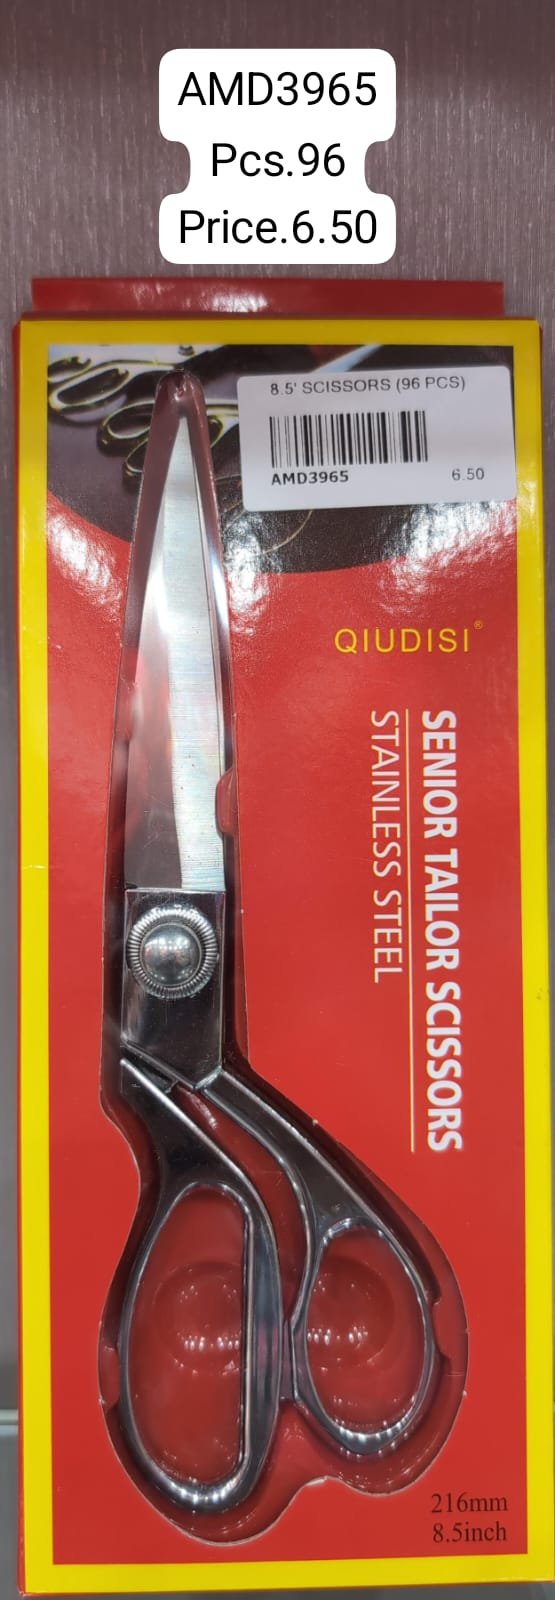 AMD3965
Pcs.96
Price.6.50
8.5' SCISSORS (96 PCS)
AMD3965 6.50
QIUDISI®
SENIOR TAILOR SCISSORS
STAINLESS STEEL
216mm
8.5inch